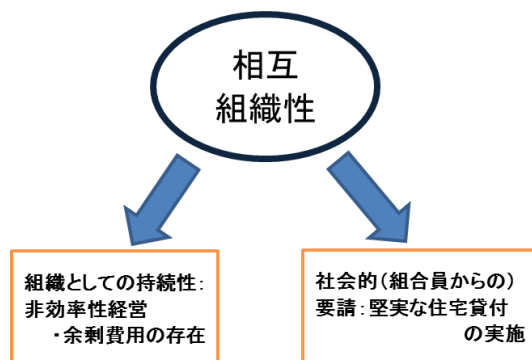 相互
組織性
組織としての持続性：
非効率性経営
・余剰費用の存在
社会的（組合員からの）
要請：堅実な住宅貸付
の実施